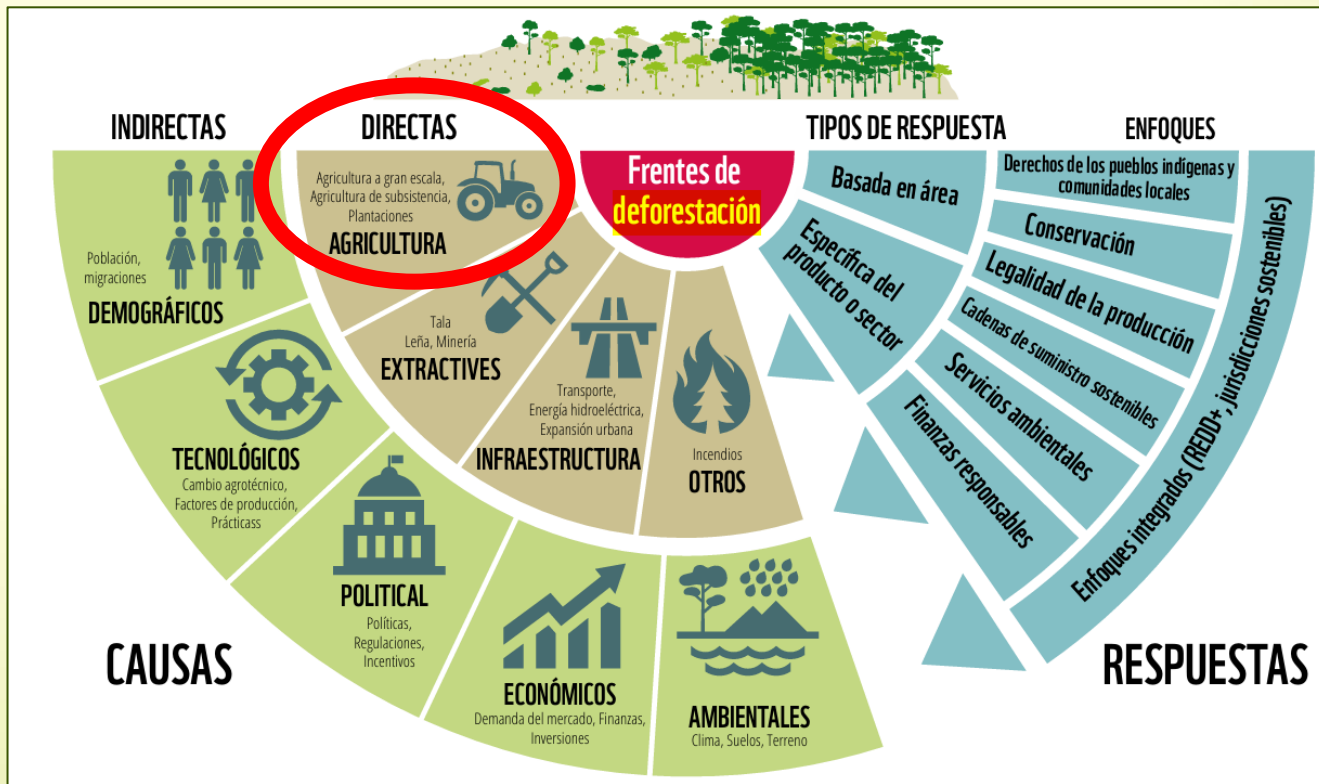 INDIRECTAS
DIRECTAS
TIPOS DE RESPUESTA
ENFOQUES
Frentes de
deforestación
Agricultura a gran escala,
Agricultura de subsistencia,
Plantaciones
AGRICULTURA
Tala
Leña, Minería
EXTRACTIVES
Transporte,
Energía hidroeléctrica,
Expansión urbana
INFRAESTRUCTURA
Incendios
OTROS
Población,
migraciones
DEMOGRÁFICOS
TECNOLÓGICOS
Cambio agrotécnico,
Factores de producción,
Prácticass
POLITICAL
Políticas,
Regulaciones,
Incentivos
ECONÓMICOS
Demanda del mercado, Finanzas,
Inversiones
AMBIENTALES
Clima, Suelos, Terreno
CAUSAS
Basada en área
Específica del
producto o sector
Derechos de los pueblos indígenas y
comunidades locales
Conservación
Legalidad de la producción
Cadenas de suministro sostenibles
Servicios ambientales
Finanzas responsables
Enfoques integrados (REDD+, jurisdicciones sostenibles)
RESPUESTAS